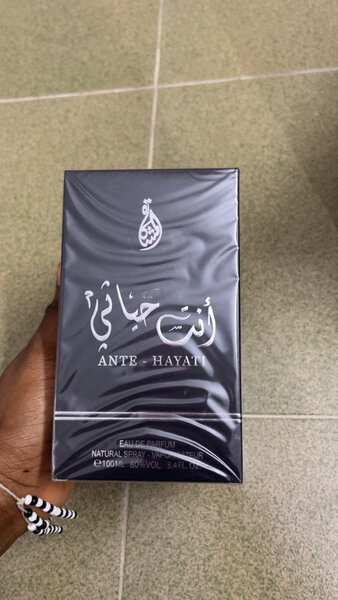 أنت حياتي
ANTE - HAYATI
EAU DE PARFUM
NATURAL SPRAY - VAPORISATEUR
℮100ML 80%VOL. 3.4FL. OZ